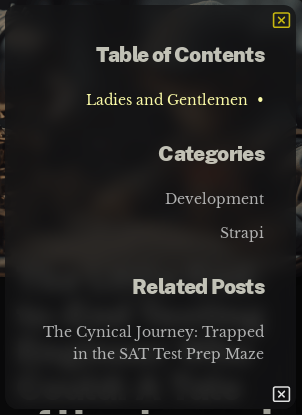 Table of Contents
Ladies and Gentlemen •
Categories
Development
Strapi
Related Posts
The Cynical Journey: Trapped
in the SAT Test Prep Maze